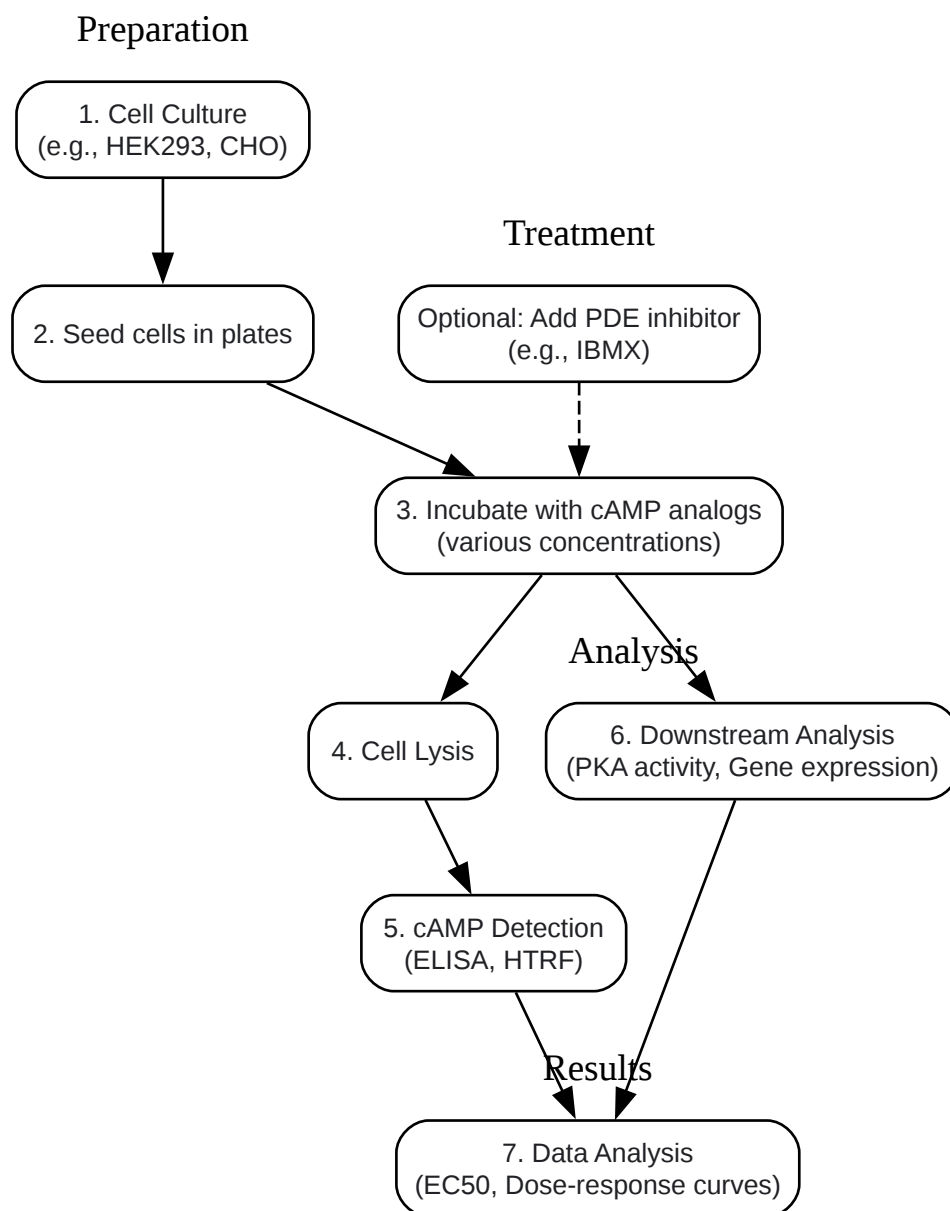 Preparation
1. Cell Culture
(e.g., HEK293, CHO)
Treatment
2. Seed cells in plates
Optional: Add PDE inhibitor
(e.g., IBMX)
3. Incubate with cAMP analogs
(various concentrations)
Analysis
4. Cell Lysis
6. Downstream Analysis
(PKA activity, Gene expression)
5. cAMP Detection
(ELISA, HTRF)
Results
7. Data Analysis
(EC50, Dose-response curves)